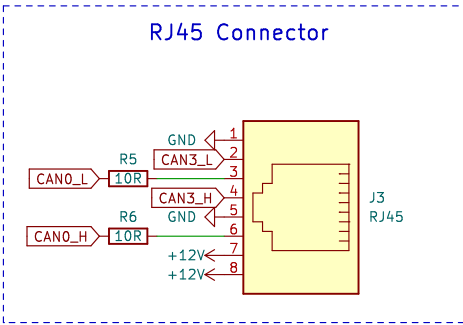 RJ45 Connector
GND
1
CAN3_L
2
R5
CAN0_L
10R
3
CAN3_H
4
J3
RJ45
GND
5
R6
CAN0_H
10R
6
+12V
7
+12V
8